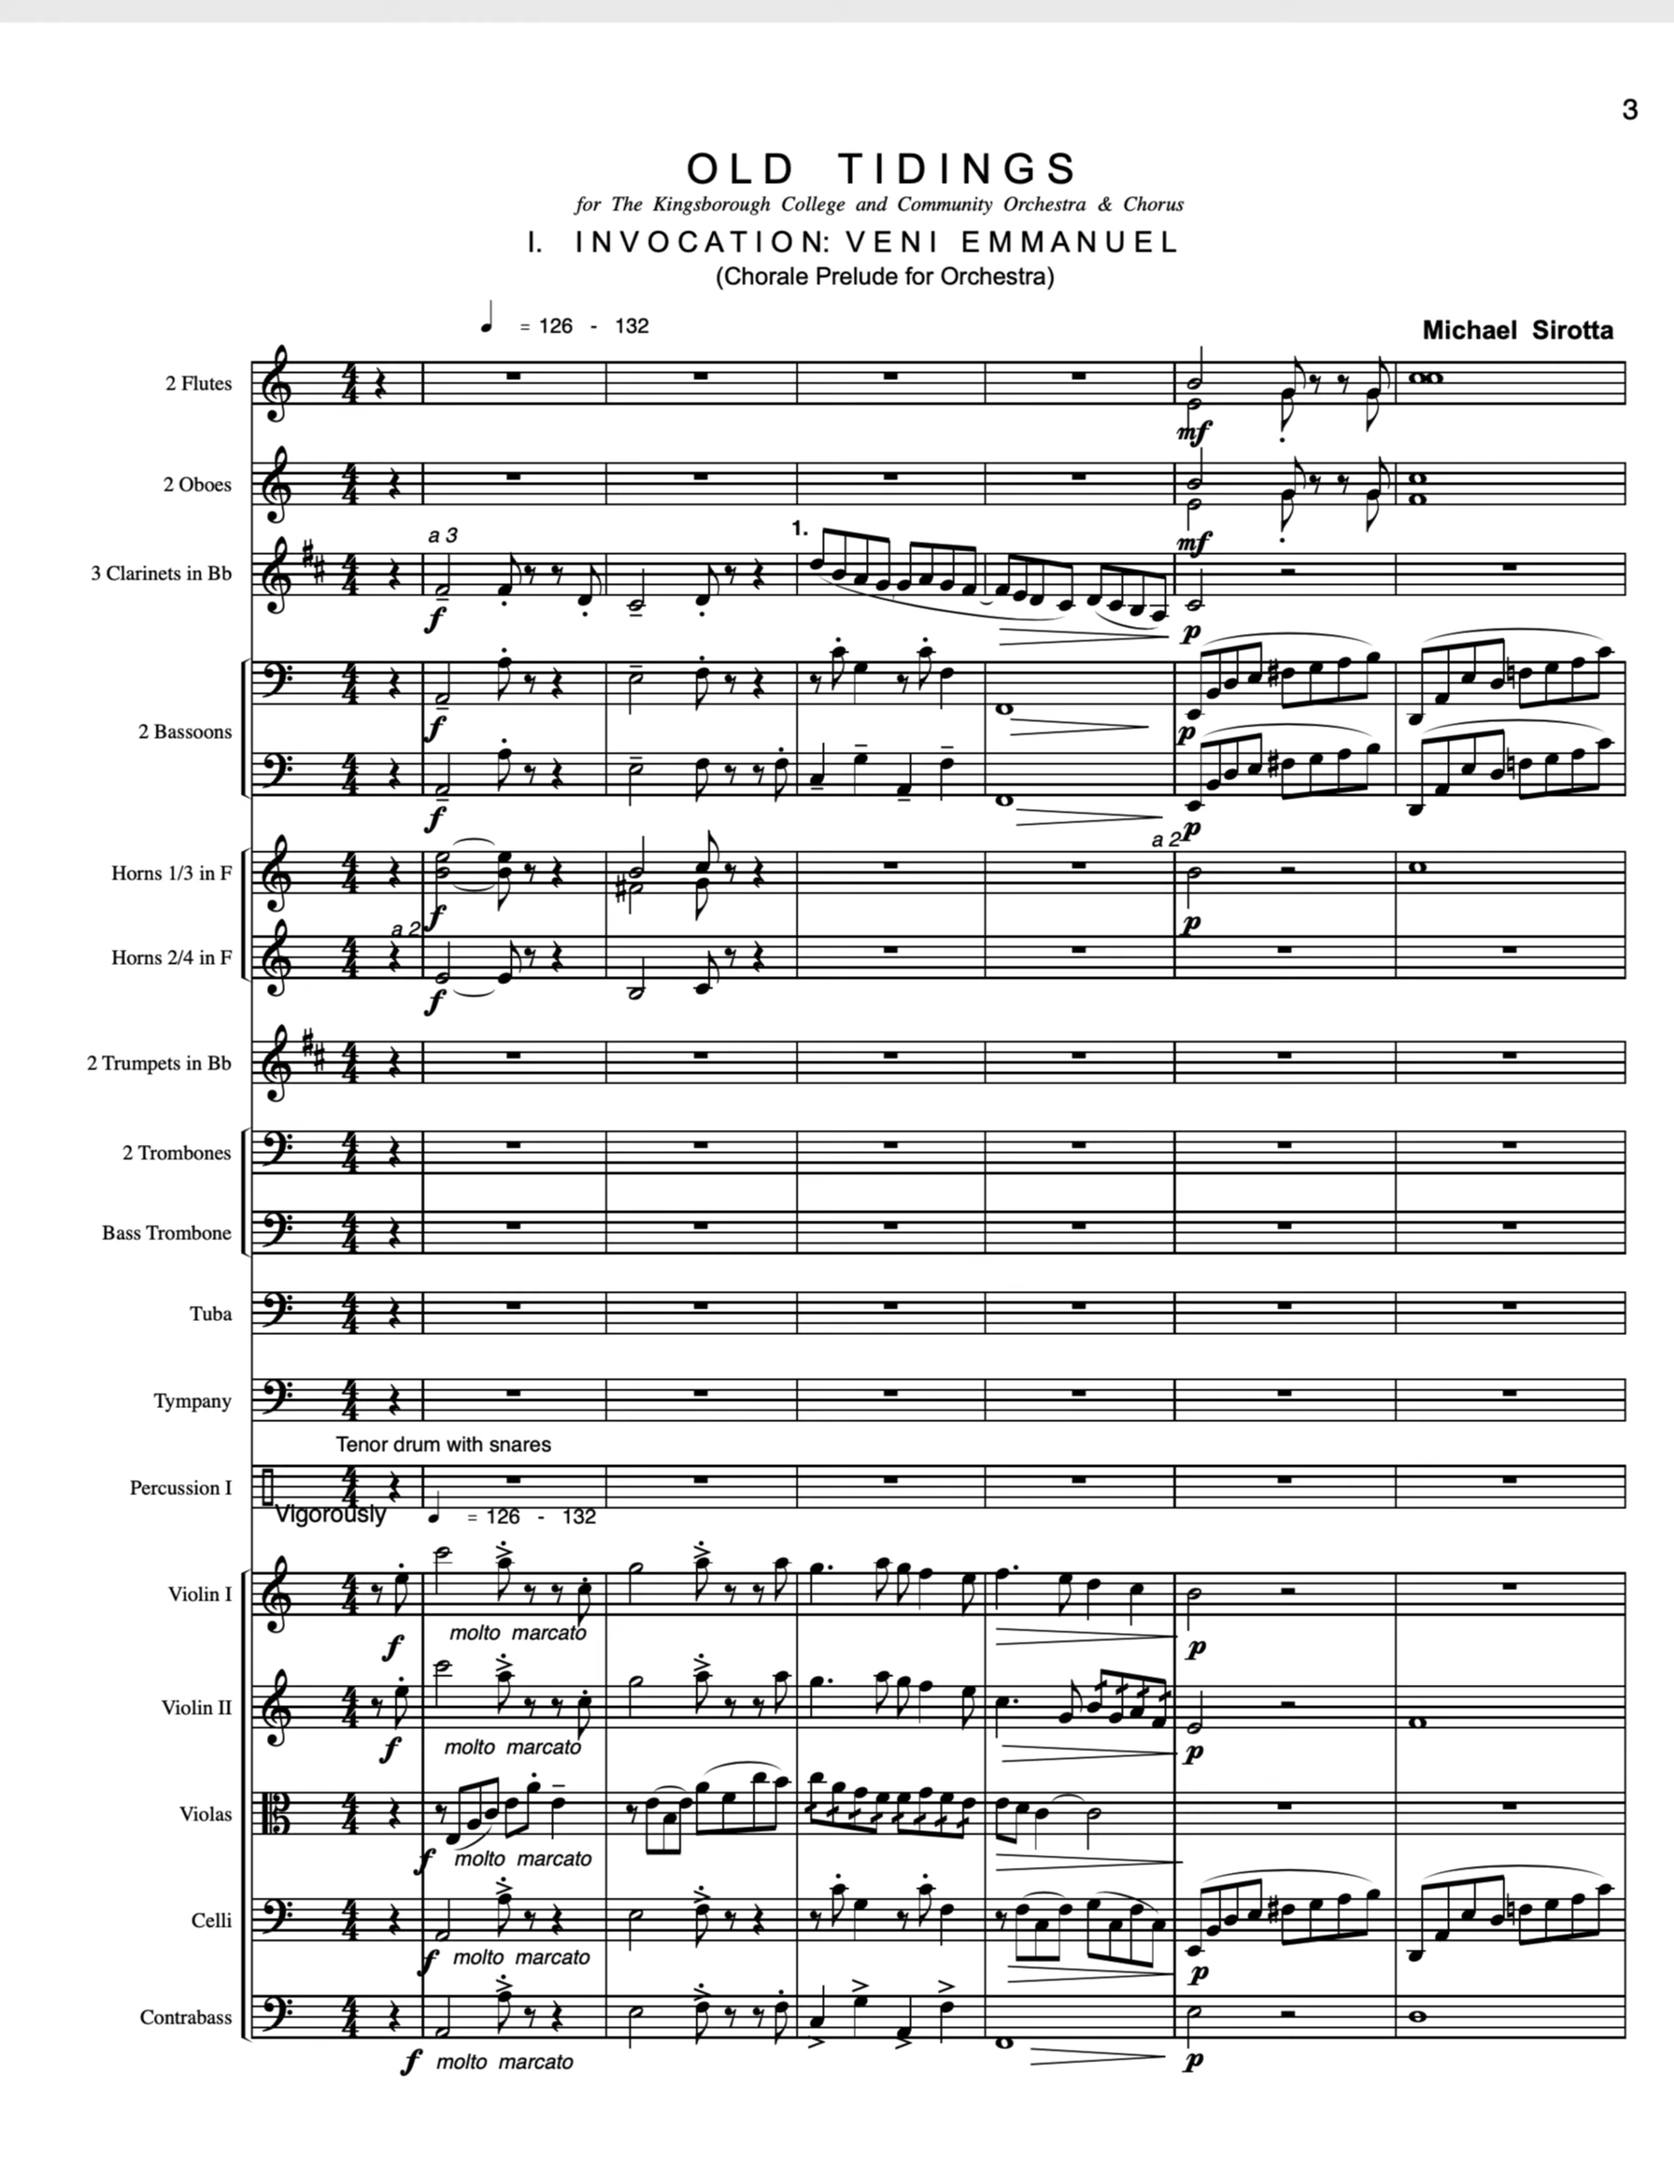 3
OLD TIDINGS
for The Kingsborough College and Community Orchestra & Chorus
I. INVOCATION: VENI EMMANUEL
(Chorale Prelude for Orchestra)
= 126 - 132
Michael Sirotta
2 Flutes
mf
2 Oboes
mf
a 3
1.
3 Clarinets in Bb
f
p
f
p
2 Bassoons
f
p
a 2
Horns 1/3 in F
f
p
a 2
Horns 2/4 in F
f
2 Trumpets in Bb
2 Trombones
Bass Trombone
Tuba
Tympany
Tenor drum with snares
Percussion I
Vigorously = 126 - 132
Violin I
f molto marcato p
Violin II
f molto marcato p
Violas
f molto marcato
Celli
f molto marcato p
Contrabass
f molto marcato p